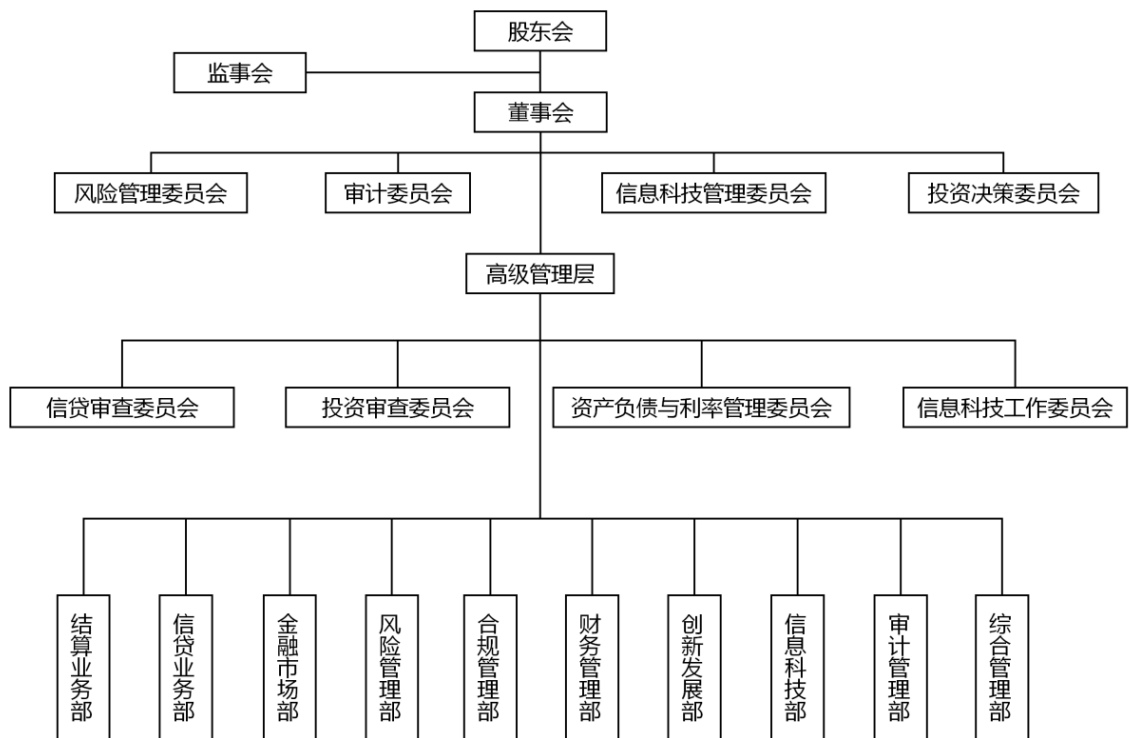 股东会
监事会
董事会
风险管理委员会
审计委员会
信息科技管理委员会
投资决策委员会
高级管理层
信贷审查委员会
投资审查委员会
资产负债与利率管理委员会
信息科技工作委员会
结算业务部
信贷业务部
金融市场部
风险管理部
合规管理部
财务管理部
创新发展部
信息科技部
审计管理部
综合管理部